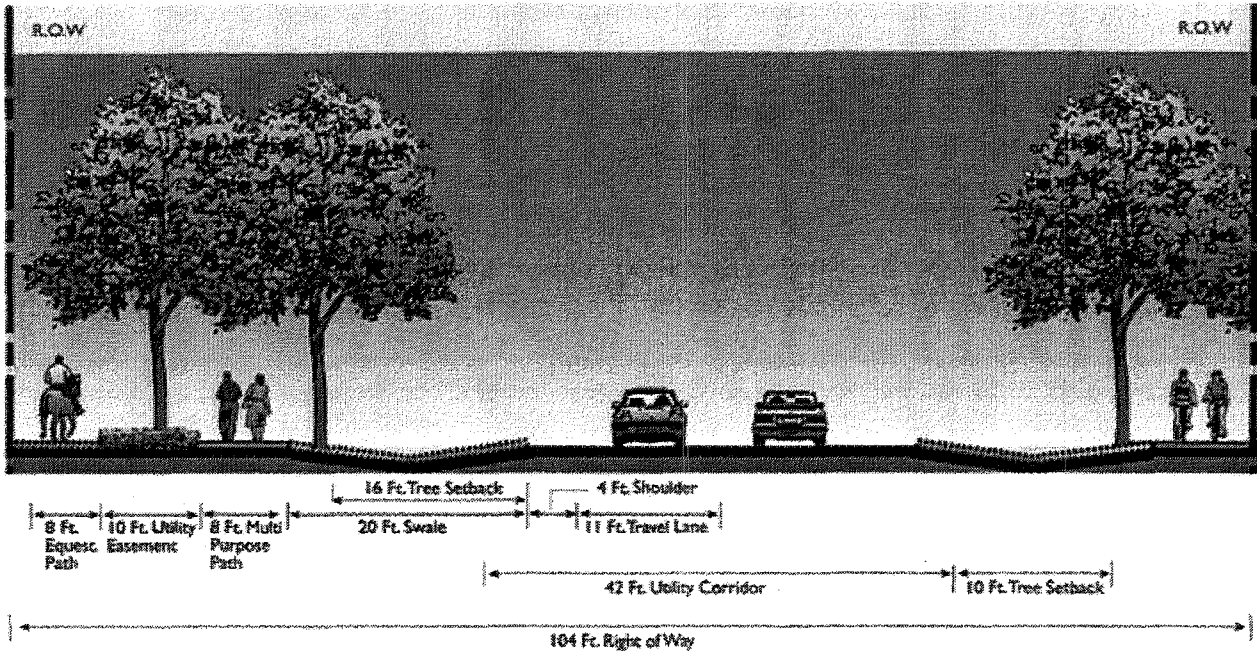 R.O.W
R.O.W
16 Ft. Tree Setback
4 Ft. Shoulder
8 Ft.
Equesc.
Path
10 Ft. Utility
Easement
8 Ft. Multi
Purpose
Path
20 Ft. Swale
11 Ft. Travel Lane
42 Ft. Utility Corridor
10 Ft. Tree Setback
104 Ft. Right of Way